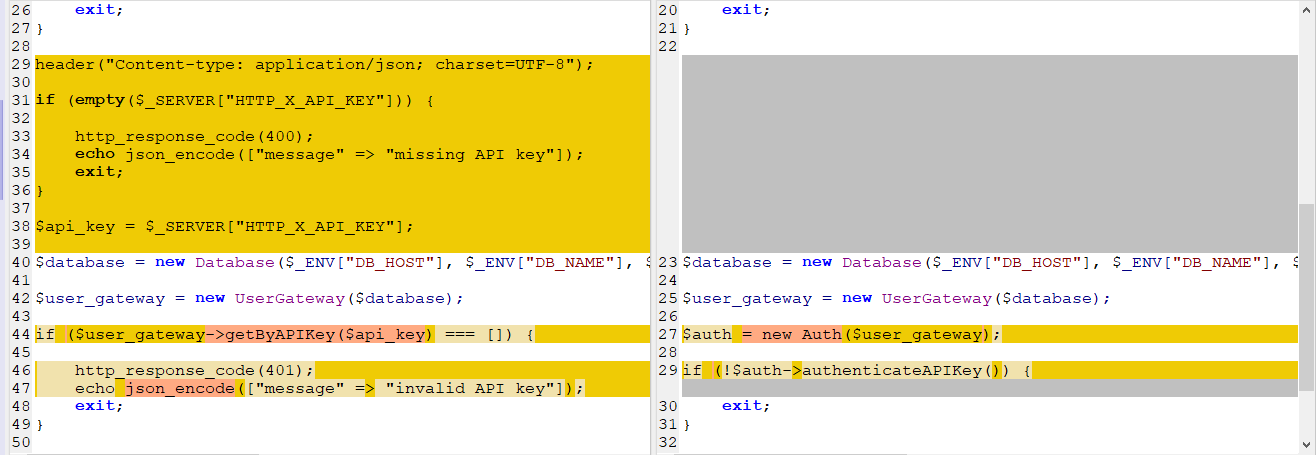 26     exit;
27 }
28
29 header("Content-type: application/json; charset=UTF-8");
30
31 if (empty($_SERVER["HTTP_X_API_KEY"])) {
32
33     http_response_code(400);
34     echo json_encode(["message" => "missing API key"]);
35     exit;
36 }
37
38 $api_key = $_SERVER["HTTP_X_API_KEY"];
39
40 $database = new Database($_ENV["DB_HOST"], $_ENV["DB_NAME"], $
41
42 $user_gateway = new UserGateway($database);
43
44 if ($user_gateway->getByAPIKey($api_key) === []) {
45
46     http_response_code(401);
47     echo json_encode(["message" => "invalid API key"]);
48     exit;
49 }
50
20     exit;
21 }
22
23 $database = new Database($_ENV["DB_HOST"], $_ENV["DB_NAME"], $
24
25 $user_gateway = new UserGateway($database);
26
27 $auth = new Auth($user_gateway);
28
29 if (!$auth->authenticateAPIKey()) {
30     exit;
31 }
32